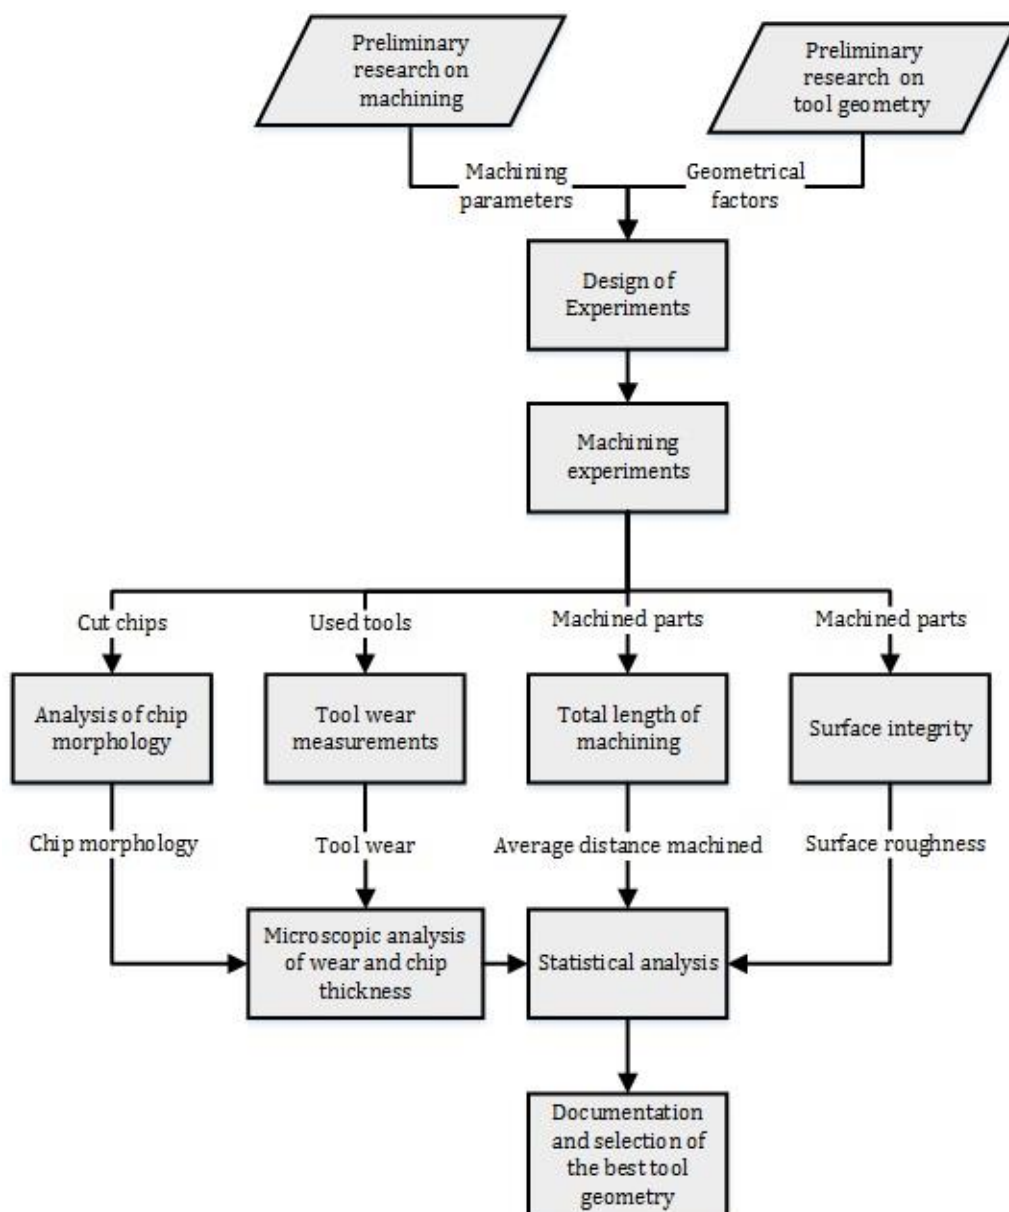 Preliminary
research on
machining
Preliminary
research on
tool geometry
Machining
parameters
Geometrical
factors
Design of
Experiments
Machining
experiments
Cut chips
Used tools
Machined parts
Machined parts
Analysis of chip
morphology
Tool wear
measurements
Total length of
machining
Surface integrity
Chip morphology
Tool wear
Average distance machined
Surface roughness
Microscopic analysis
of wear and chip
thickness
Statistical analysis
Documentation
and selection of
the best tool
geometry